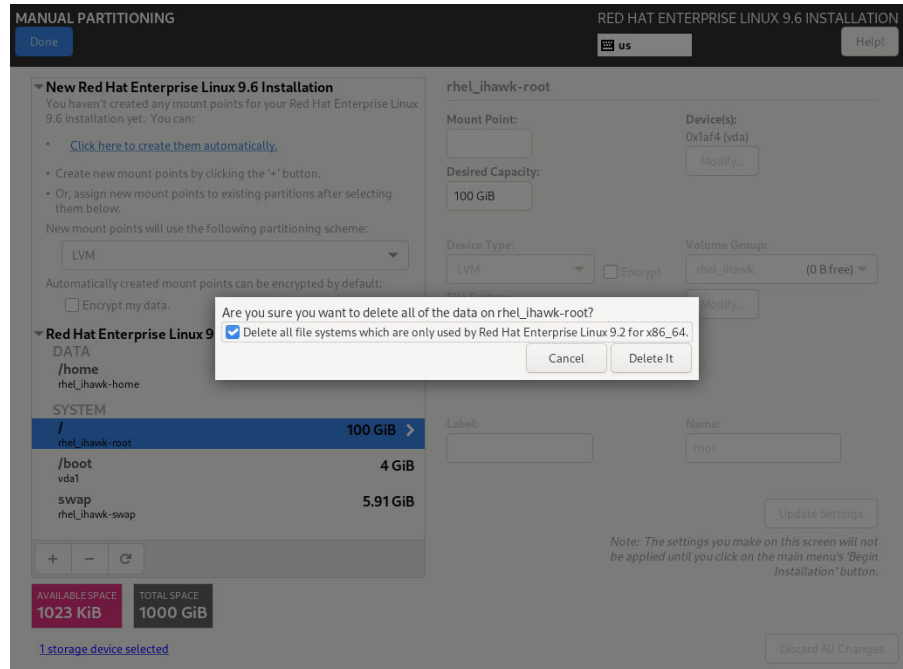 MANUAL PARTITIONING
RED HAT ENTERPRISE LINUX 9.6 INSTALLATION
Done
us
Help!
New Red Hat Enterprise Linux 9.6 Installation
You haven't created any mount points for your Red Hat Enterprise Linux
9.6 installation yet. You can:
• Click here to create them automatically.
• Create new mount points by clicking the '+' button.
• Or, assign new mount points to existing partitions after selecting
them below.
New mount points will use the following partitioning scheme:
LVM
Automatically created mount points can be encrypted by default:
Encrypt my data.
Red Hat Enterprise Linux 9
DATA
/home
rhel_ihawk-home
SYSTEM
/ 100 GiB
rhel_ihawk-root
/boot 4 GiB
vda1
swap 5.91 GiB
rhel_ihawk-swap
+ −
AVAILABLE SPACE
1023 KiB
TOTAL SPACE
1000 GiB
1 storage device selected
rhel_ihawk-root
Mount Point:
Device(s):
0x1af4 (vda)
Modify...
Desired Capacity:
100 GiB
Device Type:
Volume Group:
LVM
Encrypt
rhel_ihawk (0 B free)
Modify...
Are you sure you want to delete all of the data on rhel_ihawk-root?
Delete all file systems which are only used by Red Hat Enterprise Linux 9.2 for x86_64.
Cancel
Delete It
Label:
Name:
root
Update Settings
Note: The settings you make on this screen will not
be applied until you click on the main menu's 'Begin
Installation' button.
Discard All Changes